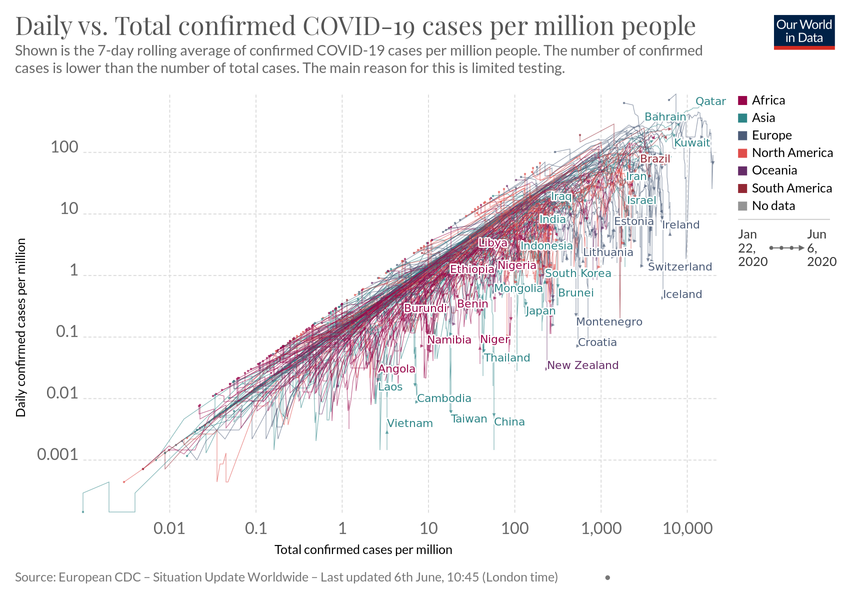 Daily vs. Total confirmed COVID-19 cases per million people
Shown is the 7-day rolling average of confirmed COVID-19 cases per million people. The number of confirmed
cases is lower than the number of total cases. The main reason for this is limited testing.
Our World
in Data
Qatar
Bahrain
Kuwait
Brazil
Iran
Iraq
Israel
India
Estonia
Ireland
Libya
Indonesia
Lithuania
Ethiopia
Nigeria
South Korea
Switzerland
Mongolia
Brunei
Iceland
Burundi
Benin
Japan
Montenegro
Namibia
Niger
Croatia
Thailand
New Zealand
Angola
Laos
Cambodia
Vietnam
Taiwan
China
Africa
Asia
Europe
North America
Oceania
South America
No data
Jan
22,
2020
Jun
6,
2020
Daily confirmed cases per million
100
10
1
0.1
0.01
0.001
0.01
0.1
1
10
100
1,000
10,000
Total confirmed cases per million
Source: European CDC – Situation Update Worldwide – Last updated 6th June, 10:45 (London time)